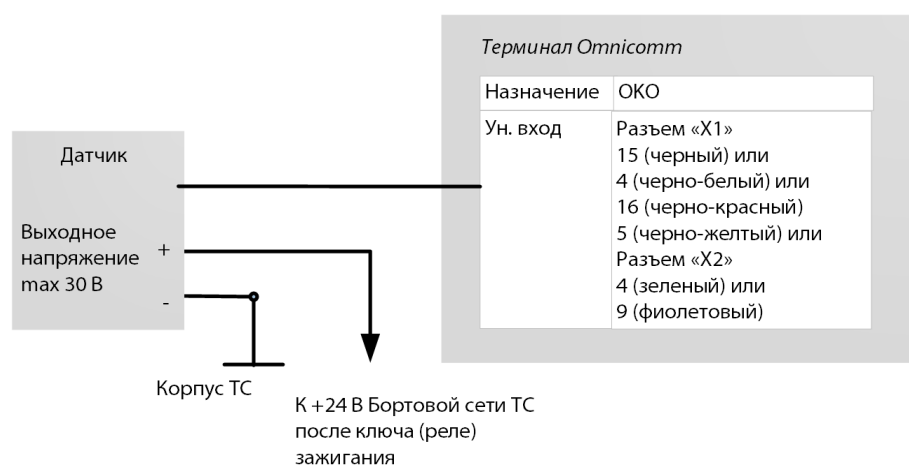 Терминал Omnicomm
Назначение ОКО
Ун. вход
Разъем «X1»
15 (черный) или
4 (черно-белый) или
16 (черно-красный)
5 (черно-желтый) или
Разъем «X2»
4 (зеленый) или
9 (фиолетовый)
Датчик
Выходное
напряжение
max 30 В
+
-
Корпус ТС
К +24 В Бортовой сети ТС
после ключа (реле)
зажигания